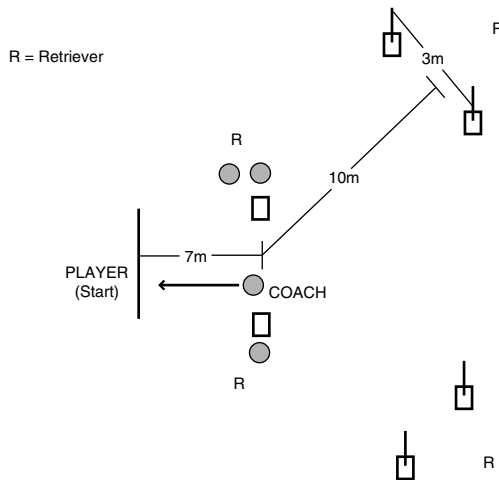 R = Retriever
R
3m
R
10m
7m
PLAYER
(Start)
COACH
R
R